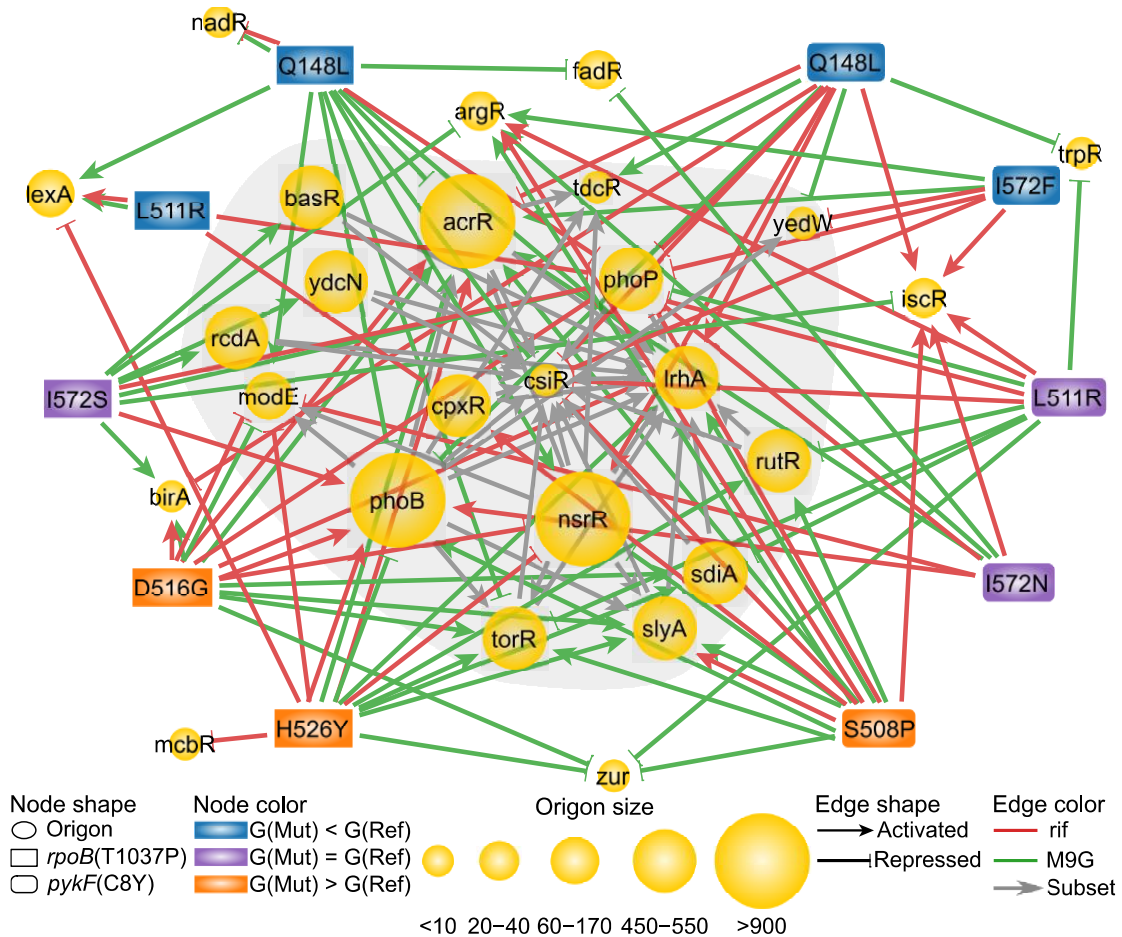 nadR
Q148L
fadR
Q148L
argR
trpR
lexA
L511R
basR
acrR
tdcR
yedW
I572F
ydcN
phoP
iscR
rcdA
I572S
modE
cpxR
csiR
lrhA
L511R
birA
phoB
nsrR
rutR
D516G
sdiA
I572N
torR
slyA
H526Y
mcbR
S508P
zur
Node shape
Origon
rpoB(T1037P)
pykF(C8Y)
Node color
G(Mut) < G(Ref)
G(Mut) = G(Ref)
G(Mut) > G(Ref)
Origon size
<10 20−40 60−170 450−550 >900
Edge shape
Activated
Repressed
Edge color
rif
M9G
Subset